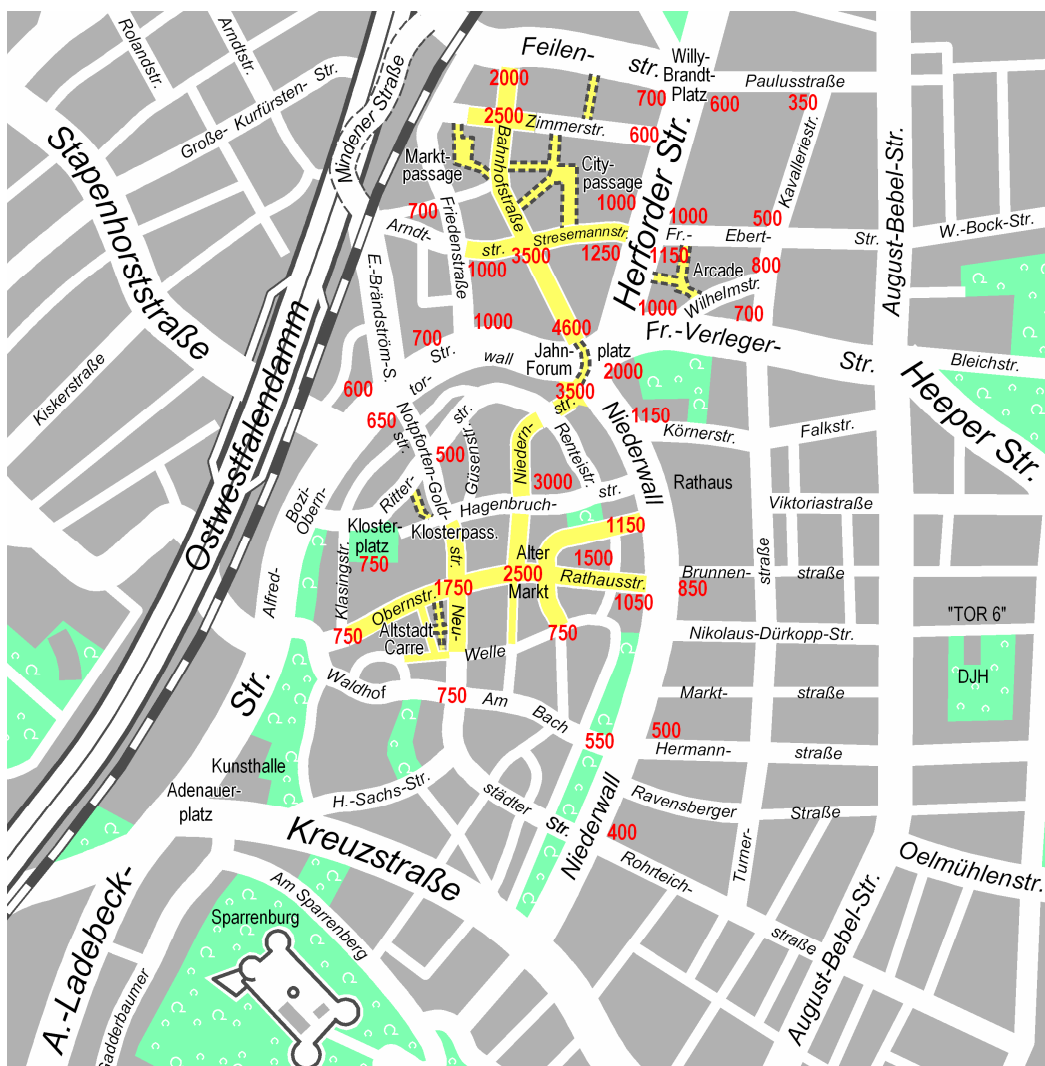 Rolandstr.
Arndtstr.
Große- Kurfürsten- Str.
Mindener Straße
Stapenhorststraße
Kiskerstraße
Ostwestfalendamm
Feilen-
str.
Willy-
Brandt-
Platz
Paulusstraße
2000
700
600
350
2500
Zimmerstr.
600
Bahnhofstraße
Markt-
passage
City-
passage
Herforder Str.
Kavalleriestr.
August-Bebel-Str.
W.-Bock-Str.
700
Friedenstraße
1000
1000
500
Arndt-
str.
Stresemannstr.
Fr.-
Ebert-
Str.
1000
3500
1250
1150
800
Arcade
Wilhelmstr.
1000
700
E.-Brändström-S.
700
1000
4600
Fr.-Verleger-
Str.
Bleichstr.
tor-
Str.
wall
Jahn-
Forum
platz
2000
Heeper Str.
600
650
3500
1150
Notpforten-
str.
str.
Güsenstr.
500
Niedern-
str.
Renteistr.
Niederwall
Körnerstr.
Falkstr.
Ritter-
3000
Rathaus
Bozi-
Obern-
Gold-
str.
Hagenbruch-
str.
Viktoriastraße
Kloster-
platz
750
Klosterpass.
1150
Alter
Markt
2500
1500
Rathausstr.
1050
850
Brunnen-
straße
straße
Alfred-
Klasingstr.
Obernstr.
1750
750
Altstadt
Carre
Neu-
Welle
750
Nikolaus-Dürkopp-Str.
"TOR 6"
DJH
Waldhof
750
Am
Bach
Markt-
straße
Str.
550
500
Hermann-
straße
Kunsthalle
Adenauer-
platz
H.-Sachs-Str.
städter
Str.
Ravensberger
Straße
400
Kreuzstraße
Niederwall
Rohrteich-
straße
Turner-
Oelmühlenstr.
August-Bebel-Str.
A.-Ladebeck-
Am Sparrenberg
Sparrenburg
Gadderbaumer